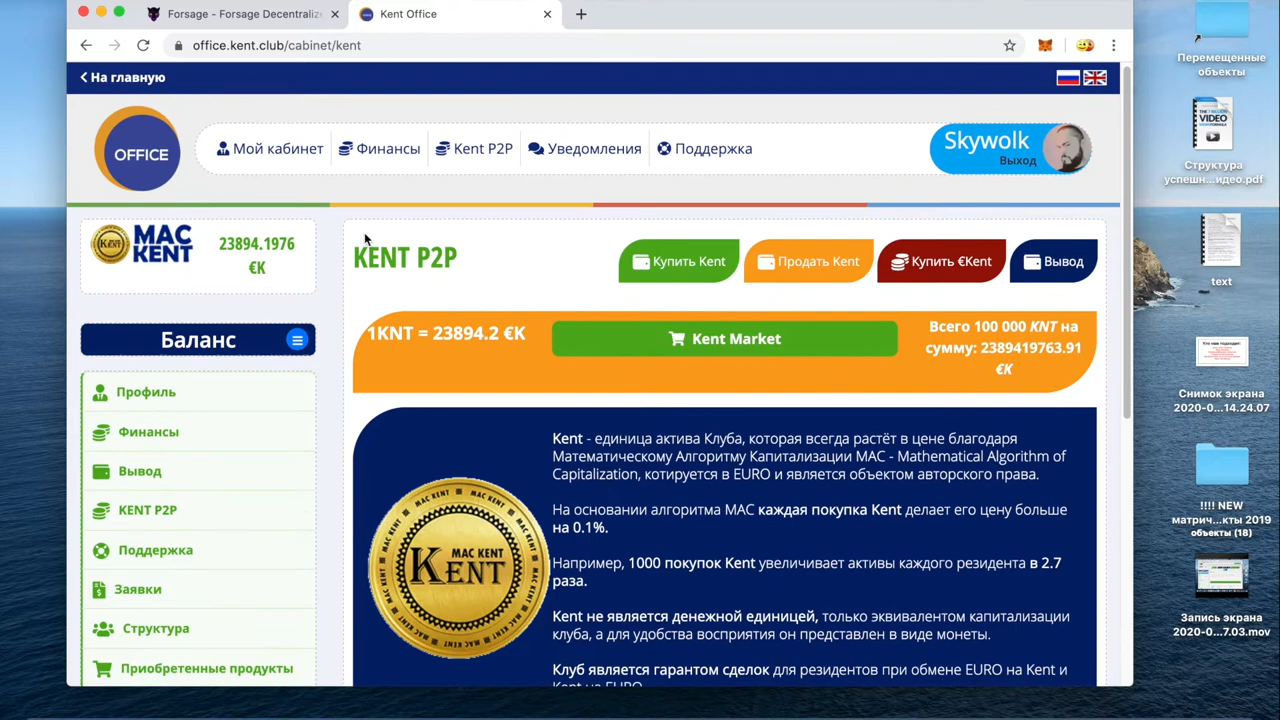 Forsage - Forsage Decentraliz
Kent Office
office.kent.club/cabinet/kent
На главную
OFFICE
Мой кабинет
Финансы
Kent P2P
Уведомления
Поддержка
Skywolk
Выход
KENT
MAC
KENT
23894.1976
€K
Баланс
Профиль
Финансы
Вывод
KENT P2P
Поддержка
Заявки
Структура
Приобретенные продукты
KENT P2P
Купить Kent
Продать Kent
Купить €Kent
Вывод
1KNT = 23894.2 €K
Kent Market
Всего 100 000 KNT на
сумму: 2389419763.91
€K
MAC KENT
KENT
MAC KENT
Kent - единица актива Клуба, которая всегда растёт в цене благодаря
Математическому Алгоритму Капитализации MAC - Mathematical Algorithm of
Capitalization, котируется в EURO и является объектом авторского права.
На основании алгоритма MAC каждая покупка Kent делает его цену больше
на 0.1%.
Например, 1000 покупок Kent увеличивает активы каждого резидента в 2.7
раза.
Kent не является денежной единицей, только эквивалентом капитализации
клуба, а для удобства восприятия он представлен в виде монеты.
Клуб является гарантом сделок для резидентов при обмене EURO на Kent и
Kent на EURO.
Перемещенные
объекты
VIDEO
Структура
успешн...идео.pdf
text
Снимок экрана
2020-0...14.24.07
!!!! NEW
матрич...кты 2019
объекты (18)
Запись экрана
2020-0...7.03.mov